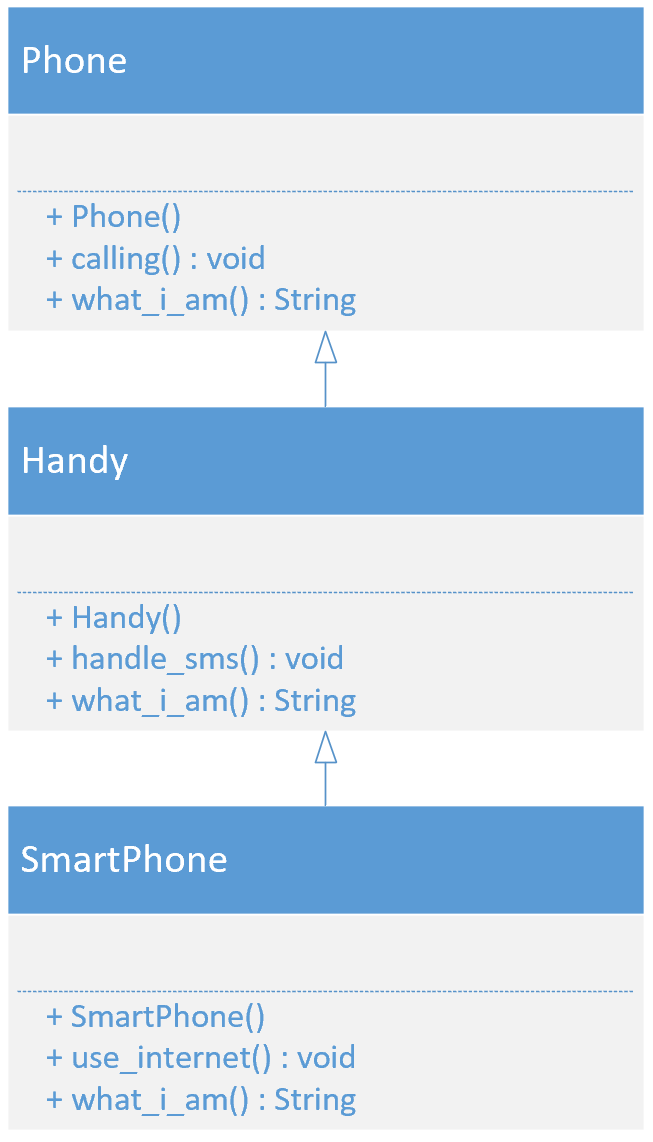 Phone
+ Phone()
+ calling() : void
+ what_i_am() : String
Handy
+ Handy()
+ handle_sms() : void
+ what_i_am() : String
SmartPhone
+ SmartPhone()
+ use_internet() : void
+ what_i_am() : String